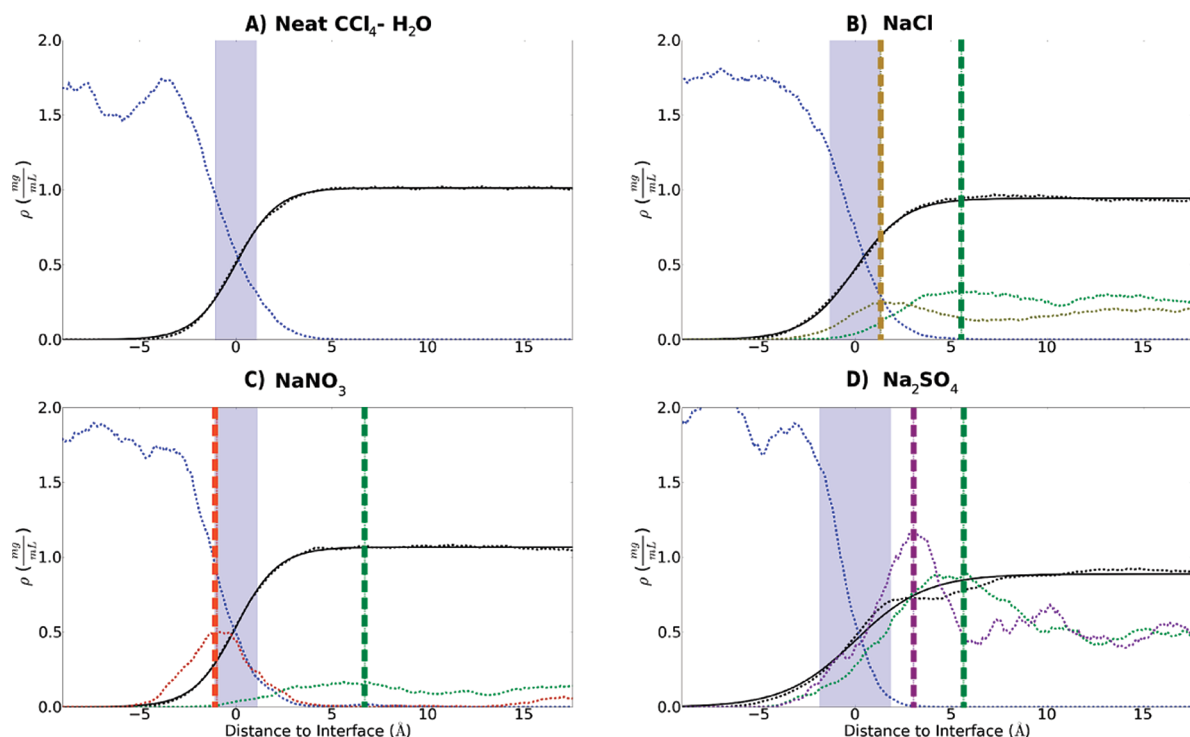 A) Neat CCl₄- H₂O
B) NaCl
2.0
1.5
1.0
0.5
0.0
ρ (mg/mL)
−5 0 5 10 15
2.0
1.5
1.0
0.5
0.0
ρ (mg/mL)
−5 0 5 10 15
C) NaNO₃
D) Na₂SO₄
2.0
1.5
1.0
0.5
0.0
ρ (mg/mL)
−5 0 5 10 15
Distance to Interface (Å)
2.0
1.5
1.0
0.5
0.0
ρ (mg/mL)
−5 0 5 10 15
Distance to Interface (Å)